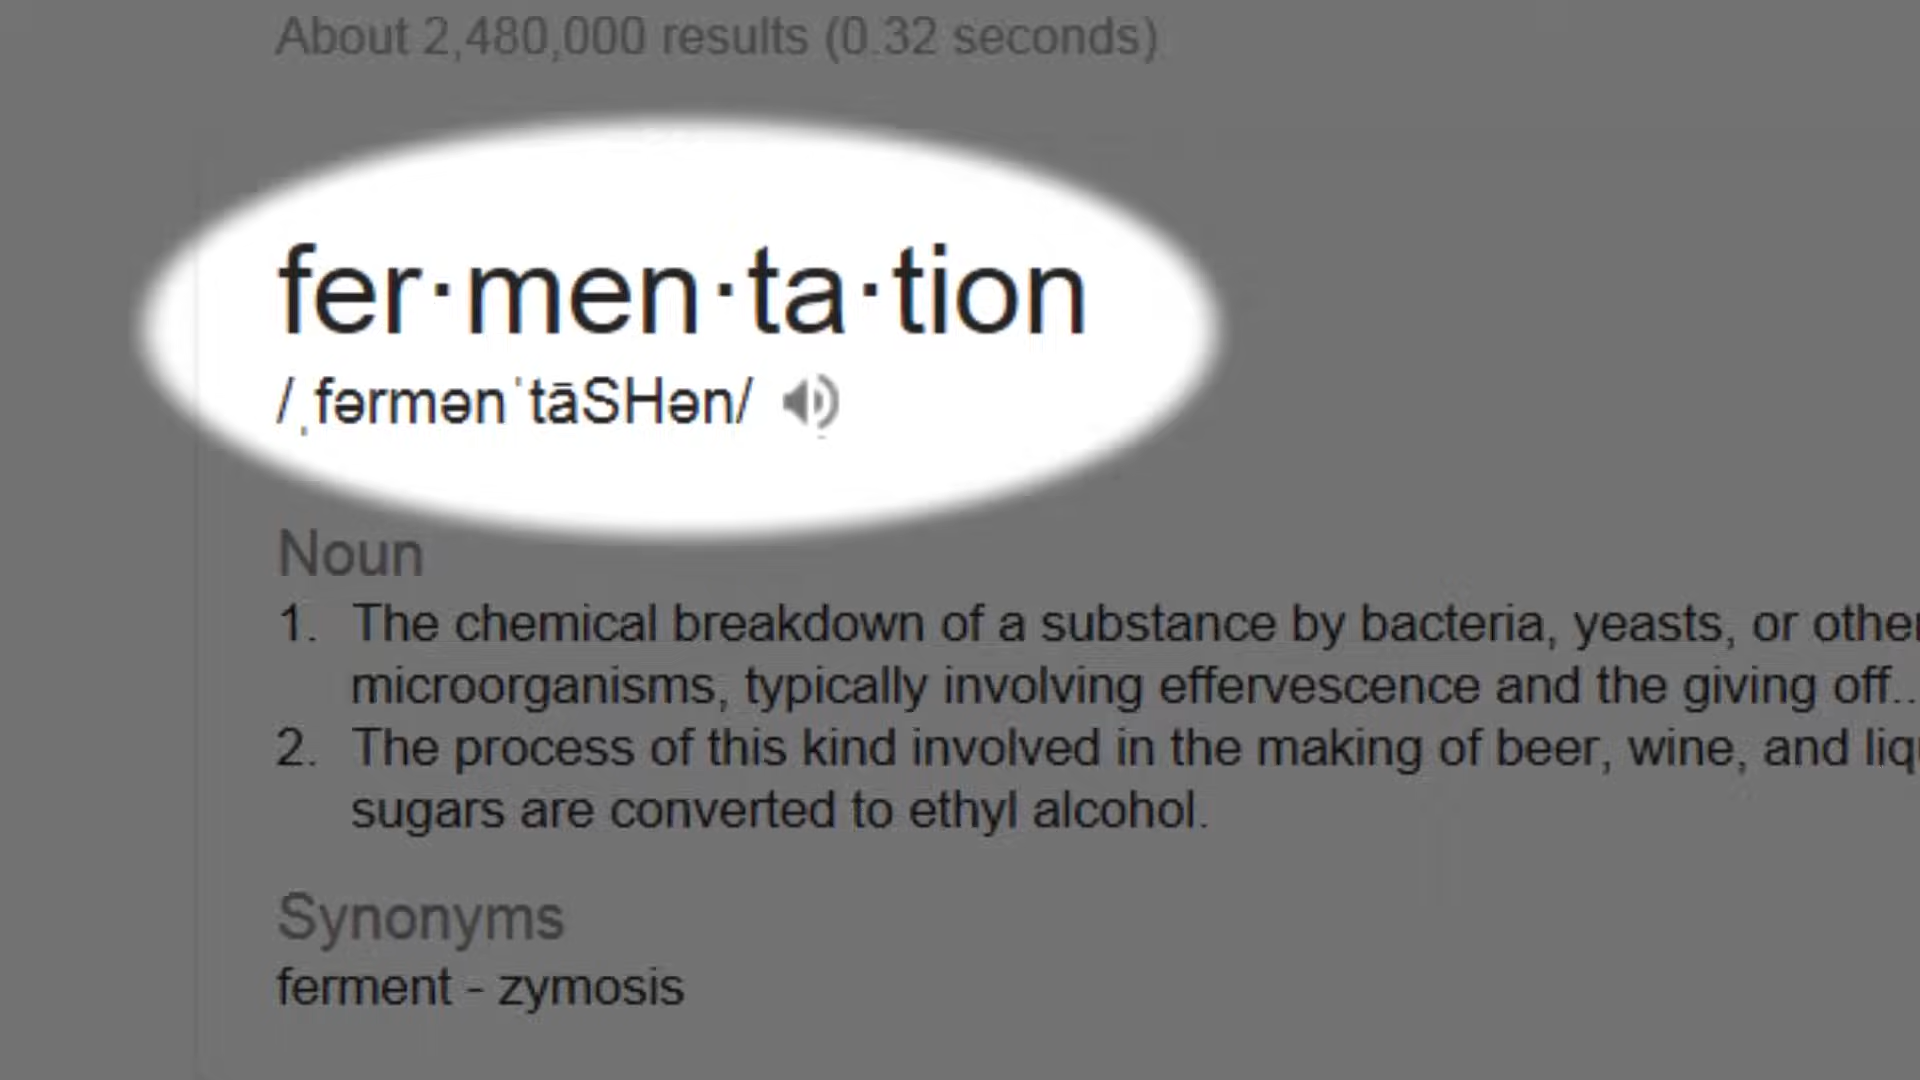 About 2,480,000 results (0.32 seconds)
fer·men·ta·tion
/ˌfərmənˈtāSHən/
Noun
1. The chemical breakdown of a substance by bacteria, yeasts, or other
microorganisms, typically involving effervescence and the giving off...
2. The process of this kind involved in the making of beer, wine, and
sugars are converted to ethyl alcohol.
Synonyms
ferment - zymosis